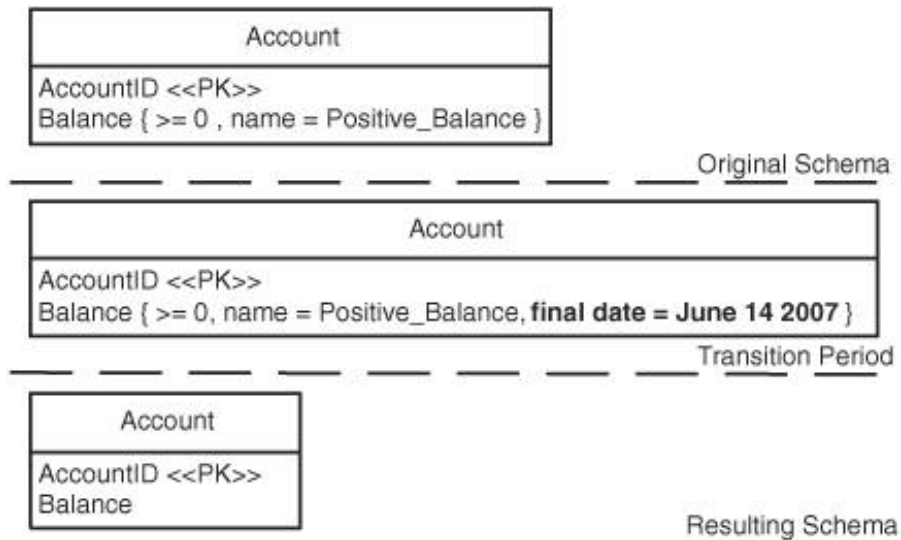 Account
AccountID <<PK>>
Balance { >= 0 , name = Positive_Balance }
Original Schema
Account
AccountID <<PK>>
Balance { >= 0, name = Positive_Balance, final date = June 14 2007 }
Transition Period
Account
AccountID <<PK>>
Balance
Resulting Schema